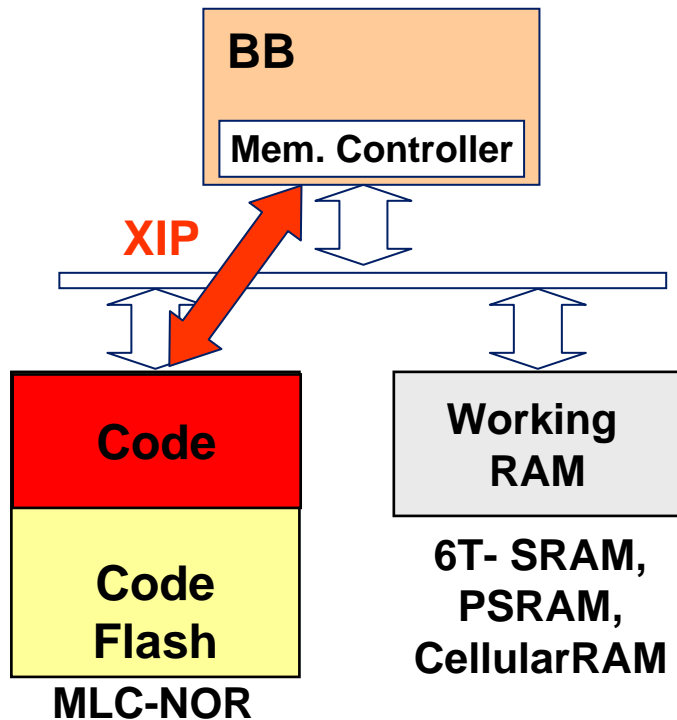 BB
Mem. Controller
XIP
Code
Working
RAM
Code
Flash
6T- SRAM,
PSRAM,
CellularRAM
MLC-NOR